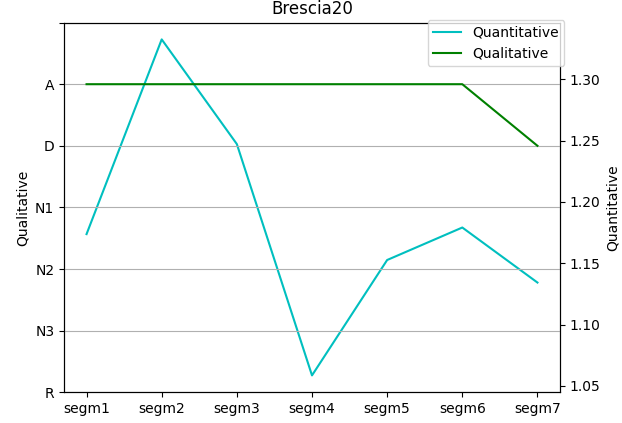 Brescia20
Quantitative
Qualitative
A
D
N1
N2
N3
R
Qualitative
1.30
1.25
1.20
1.15
1.10
1.05
Quantitative
segm1 segm2 segm3 segm4 segm5 segm6 segm7